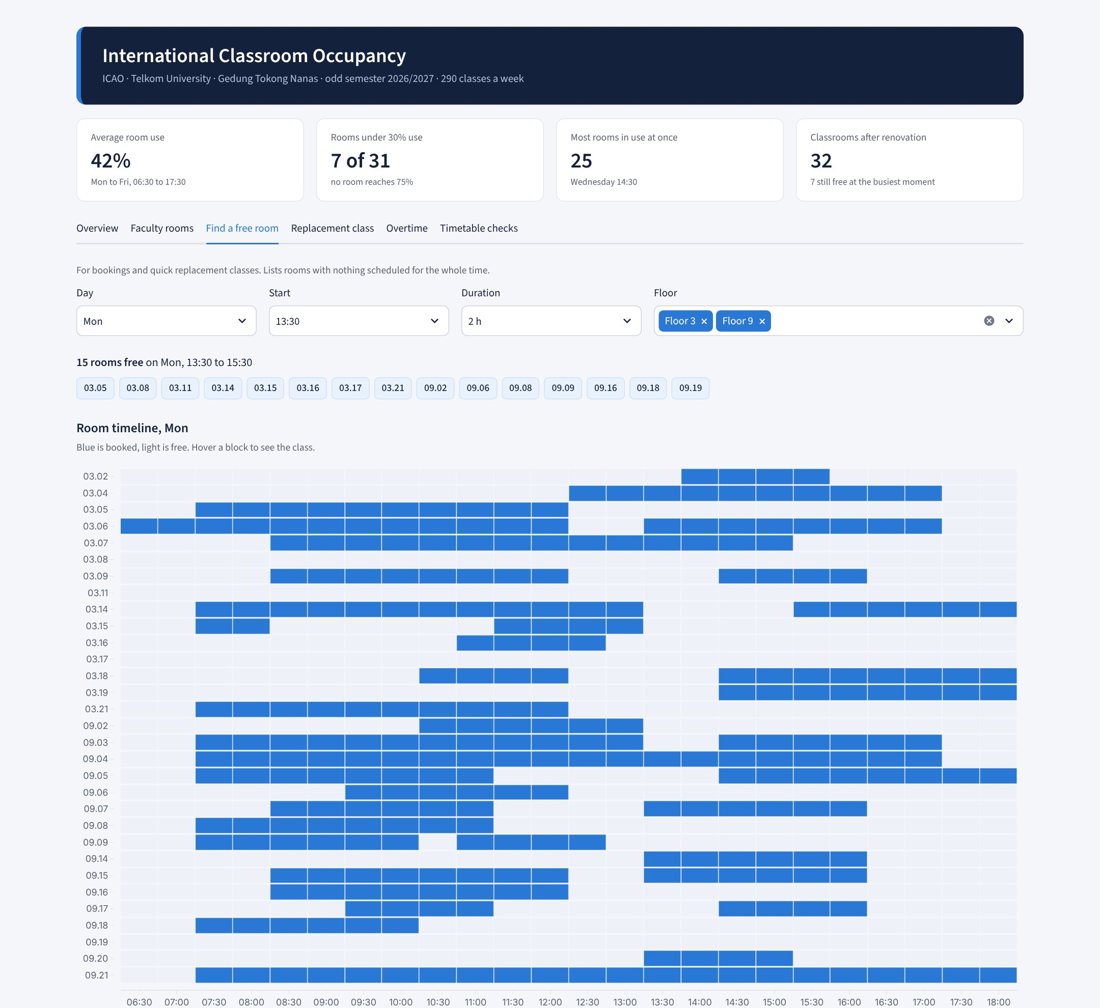 International Classroom Occupancy
ICAO · Telkom University · Gedung Tokong Nanas · odd semester 2026/2027 · 290 classes a week
Average room use
42%
Mon to Fri, 06:30 to 17:30
Rooms under 30% use
7 of 31
no room reaches 75%
Most rooms in use at once
25
Wednesday 14:30
Classrooms after renovation
32
7 still free at the busiest moment
Overview Faculty rooms Find a free room Replacement class Overtime Timetable checks
For bookings and quick replacement classes. Lists rooms with nothing scheduled for the whole time.
Day Start Duration Floor
Mon 13:30 2 h Floor 3 × Floor 9 ×
15 rooms free on Mon, 13:30 to 15:30
03.05 03.08 03.11 03.14 03.15 03.16 03.17 03.21 09.02 09.06 09.08 09.09 09.16 09.18 09.19
Room timeline, Mon
Blue is booked, light is free. Hover a block to see the class.
03.02
03.04
03.05
03.06
03.07
03.08
03.09
03.11
03.14
03.15
03.16
03.17
03.18
03.19
03.21
09.02
09.03
09.04
09.05
09.06
09.07
09.08
09.09
09.14
09.15
09.16
09.17
09.18
09.19
09.20
09.21
06:30 07:00 07:30 08:00 08:30 09:00 09:30 10:00 10:30 11:00 11:30 12:00 12:30 13:00 13:30 14:00 14:30 15:00 15:30 16:00 16:30 17:00 17:30 18:00